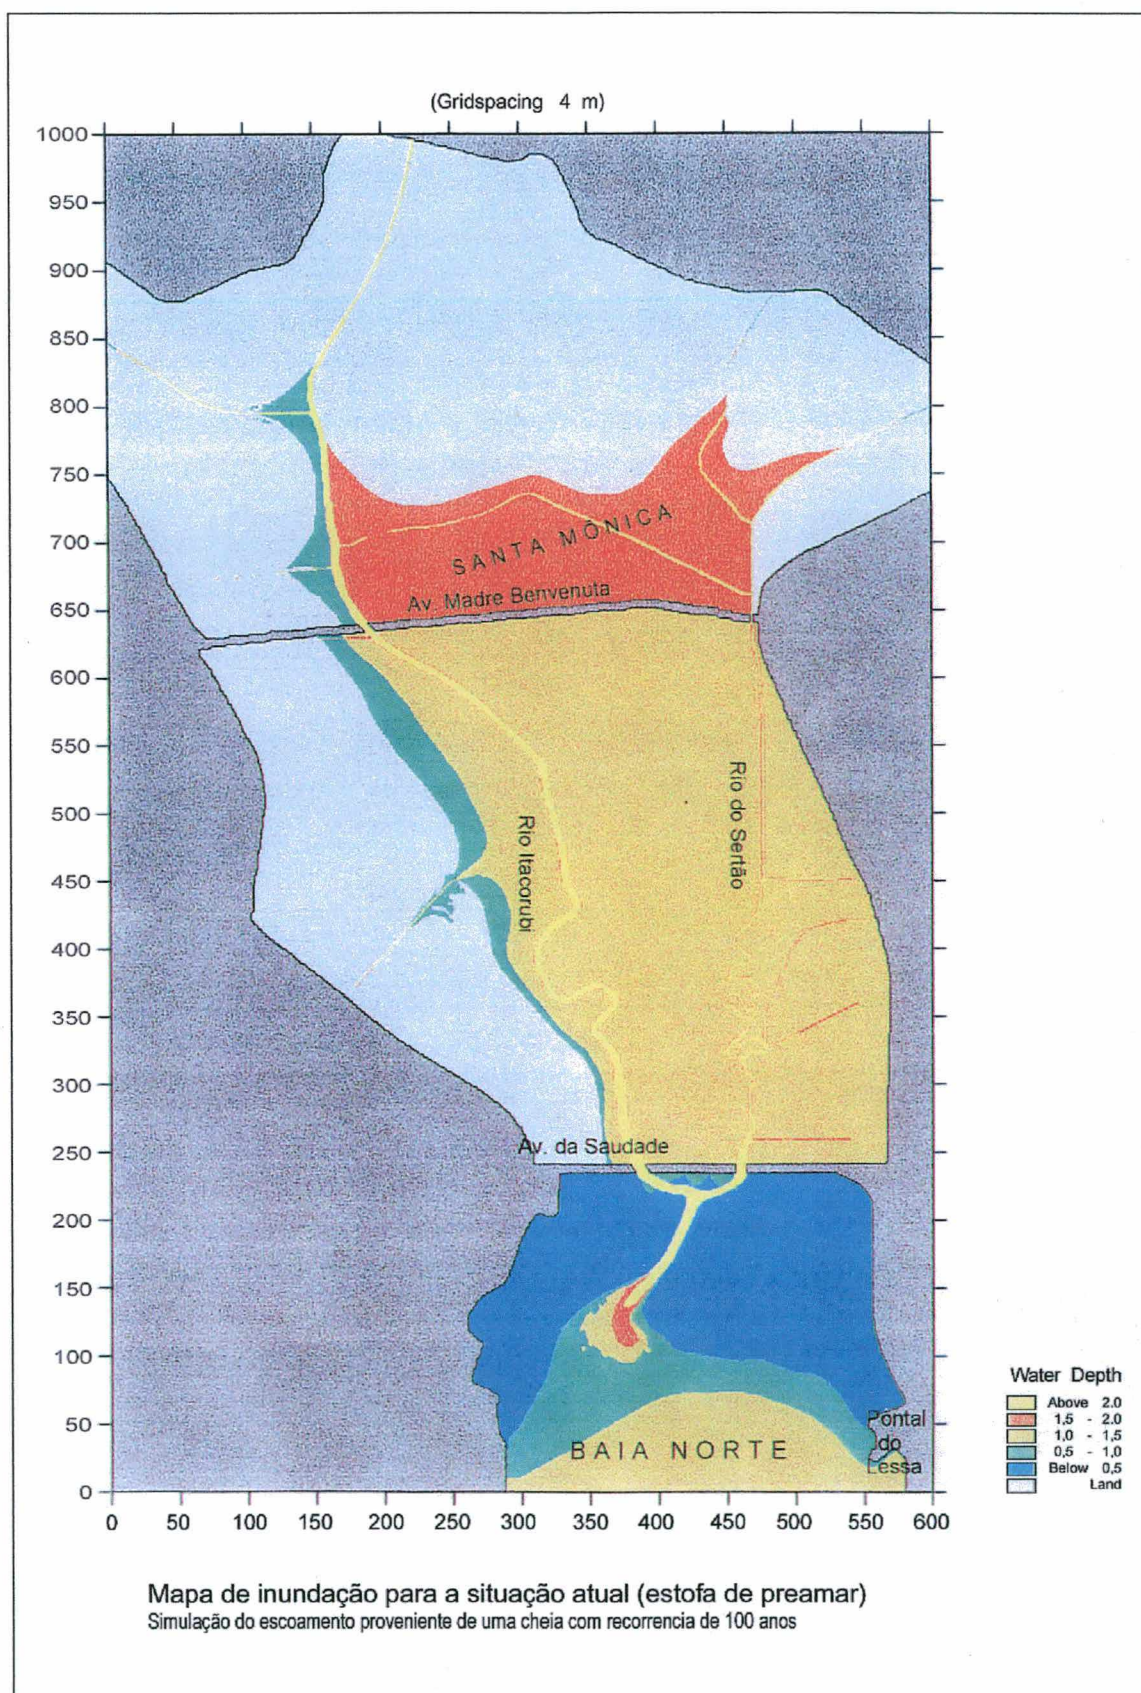 (Gridspacing 4 m)
1000
950
900
850
800
750
700
650
600
550
500
450
400
350
300
250
200
150
100
50
0
SANTA MÔNICA
Av. Madre Benvenuta
Rio do Sertão
Rio Itacorubi
Av. da Saudade
BAIA NORTE
Pontal
do
Lessa
0 50 100 150 200 250 300 350 400 450 500 550 600
Water Depth
Above 2.0
1,5 - 2.0
1,0 - 1,5
0,5 - 1,0
Below 0,5
Land
Mapa de inundação para a situação atual (estofa de preamar)
Simulação do escoamento proveniente de uma cheia com recorrencia de 100 anos